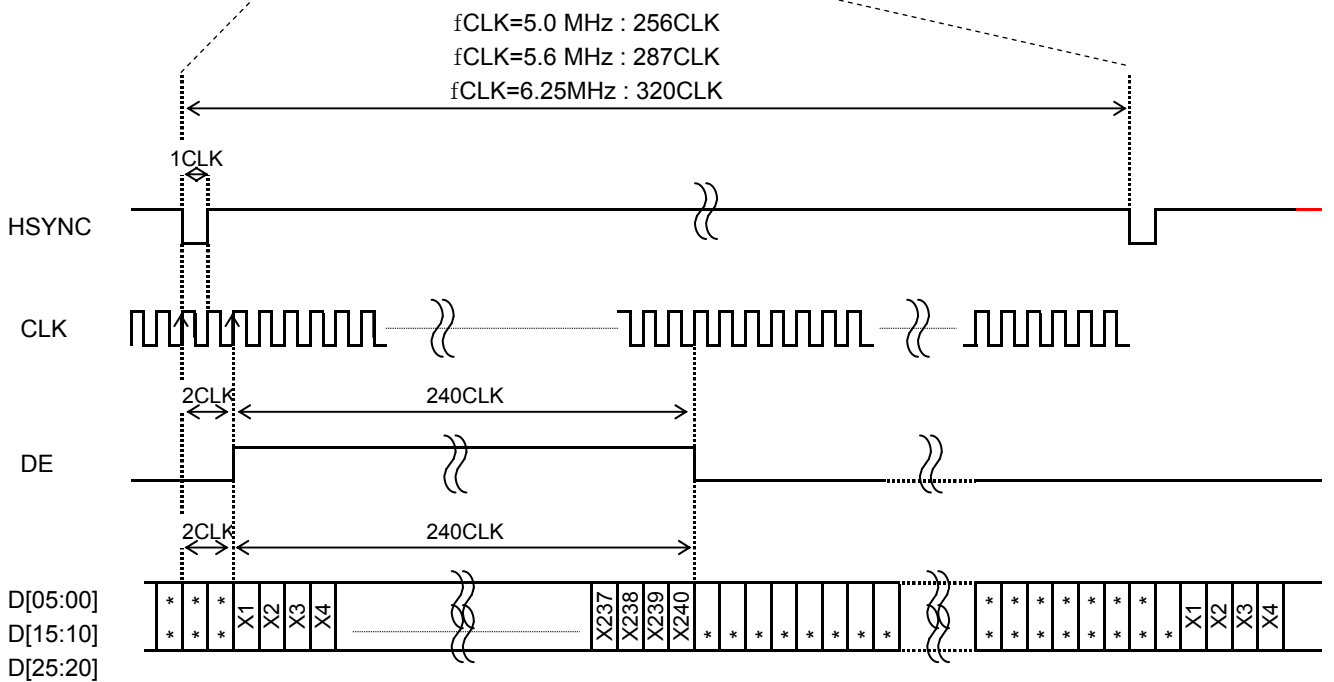 fCLK=5.0 MHz : 256CLK
fCLK=5.6 MHz : 287CLK
fCLK=6.25MHz : 320CLK
1CLK
HSYNC
CLK
2CLK 240CLK
DE
2CLK 240CLK
D[05:00]
D[15:10]
D[25:20]
* * * X1 X2 X3 X4 X237 X238 X239 X240 * * * * * * * * * * * * * * * X1 X2 X3 X4
* * * * * * * * * * * * * * * * * *